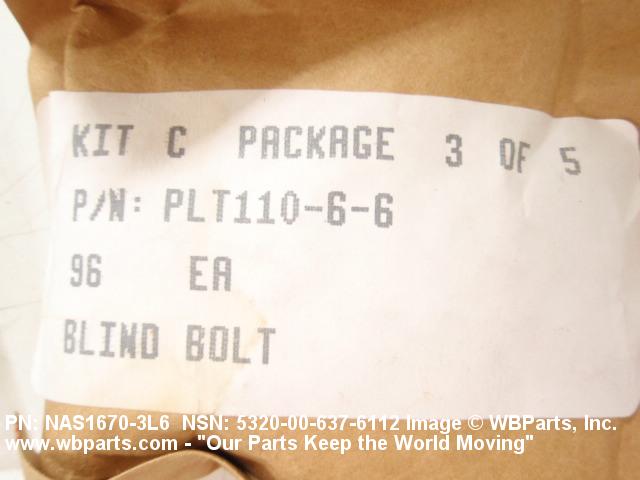 KIT C PACKAGE 3 OF 5
P/N: PLT110-6-6
96 EA
BLIND BOLT
PN: NAS1670-3L6 NSN: 5320-00-637-6112 Image © WBParts, Inc.
www.wbparts.com - "Our Parts Keep the World Moving"